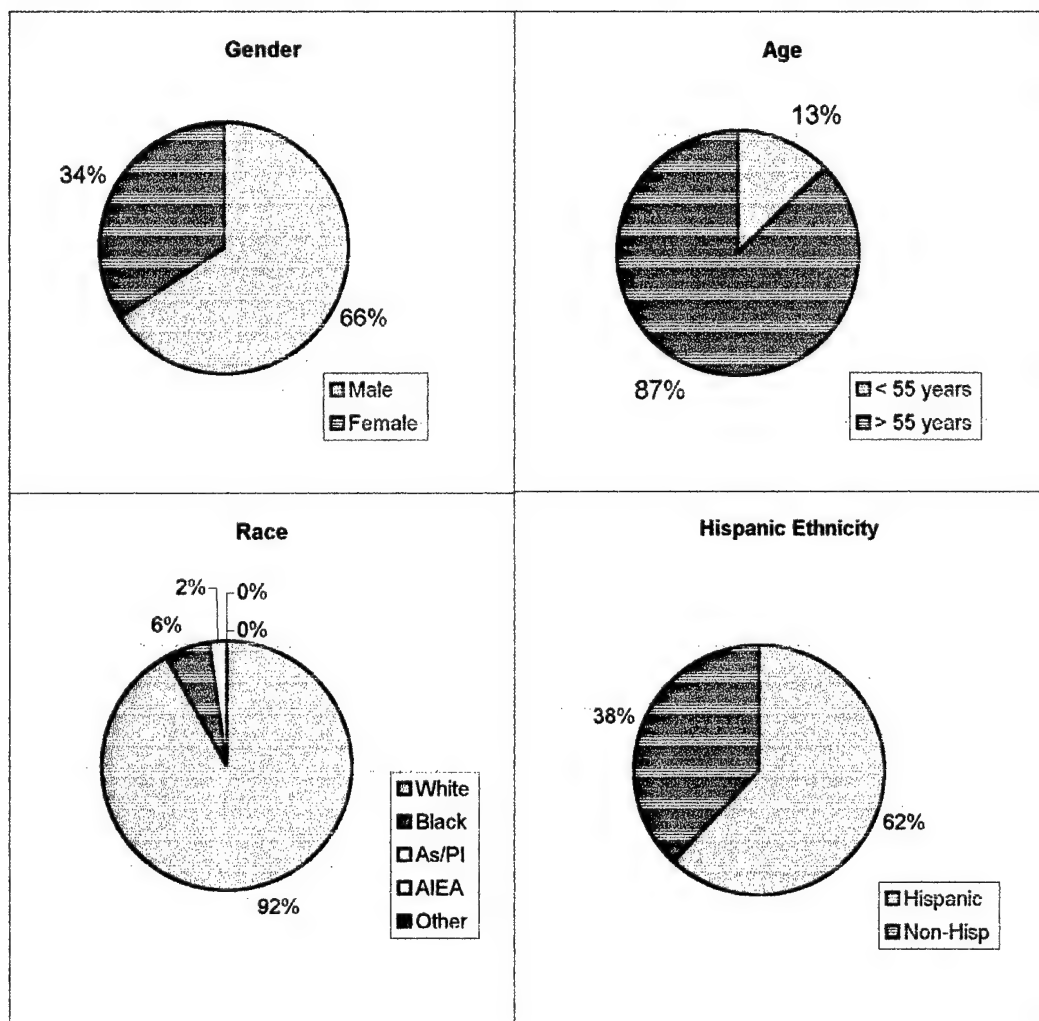 Gender
34%
66%
Male
Female
Age
13%
87%
< 55 years
> 55 years
Race
2%
0%
6%
0%
92%
White
Black
As/PI
AIEA
Other
Hispanic Ethnicity
38%
62%
Hispanic
Non-Hisp